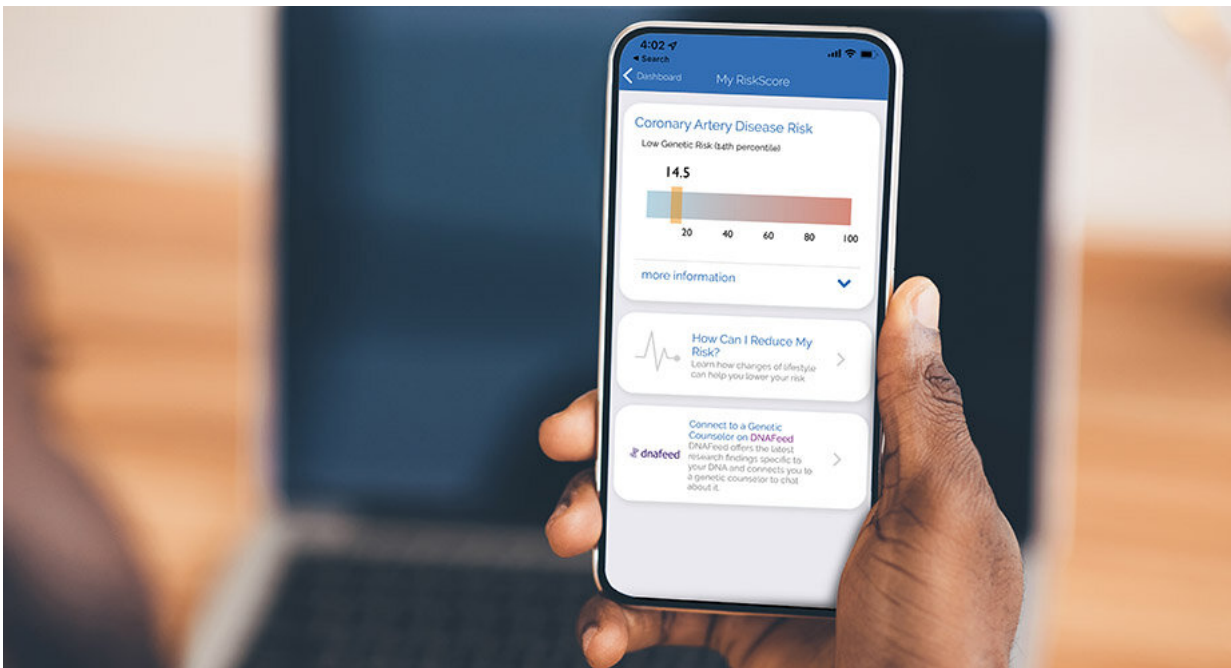 4:02
Search
Dashboard
My RiskScore
Coronary Artery Disease Risk
Low Genetic Risk (14th percentile)
14.5
20 40 60 80 100
more information
How Can I Reduce My
Risk?
Learn how changes of lifestyle
can help you lower your risk
Connect to a Genetic
Counselor on DNAFeed
dnafeed
DNAFeed offers the latest
research findings specific to
your DNA and connects you to
a genetic counselor to chat
about it.